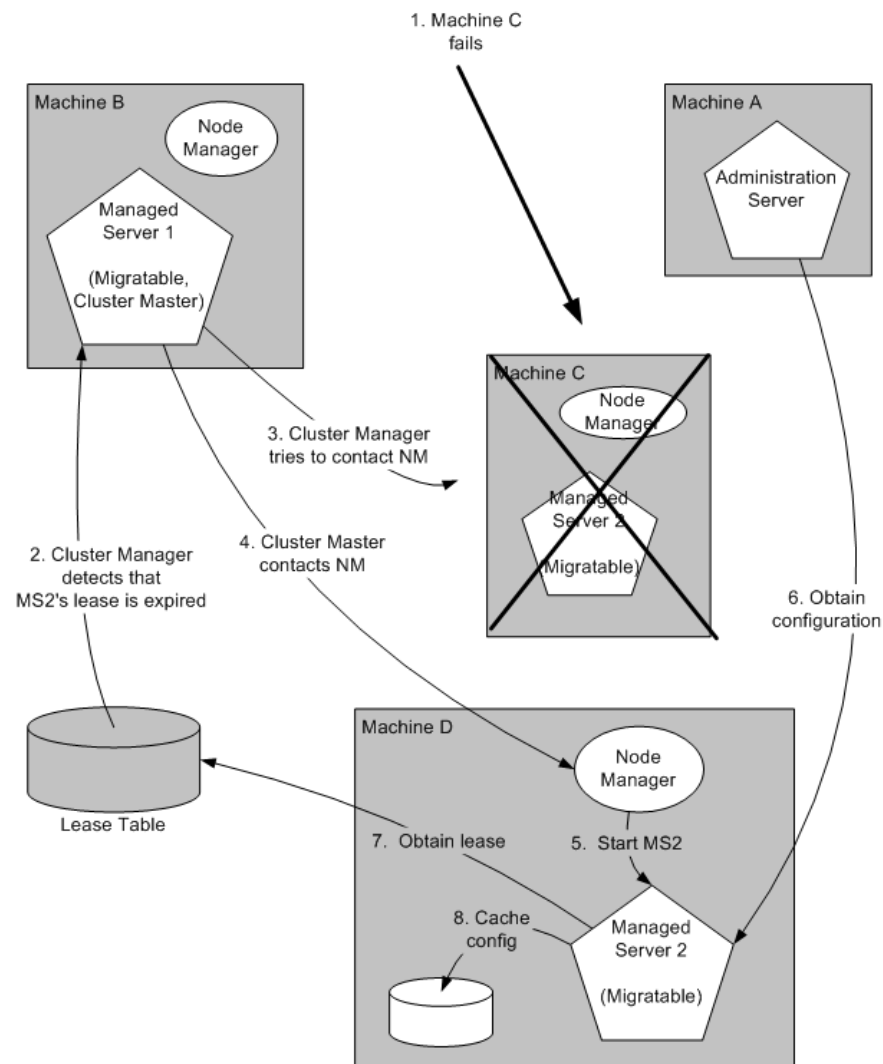 1. Machine C
fails
Machine B
Node
Manager
Managed
Server 1
(Migratable,
Cluster Master)
Machine A
Administration
Server
Machine C
Node
Manager
Managed
Server 2
(Migratable)
3. Cluster Manager
tries to contact NM
4. Cluster Master
contacts NM
2. Cluster Manager
detects that
MS2's lease is expired
6. Obtain
configuration
Lease Table
Machine D
Node
Manager
7. Obtain lease
5. Start MS2
8. Cache
config
Managed
Server 2
(Migratable)